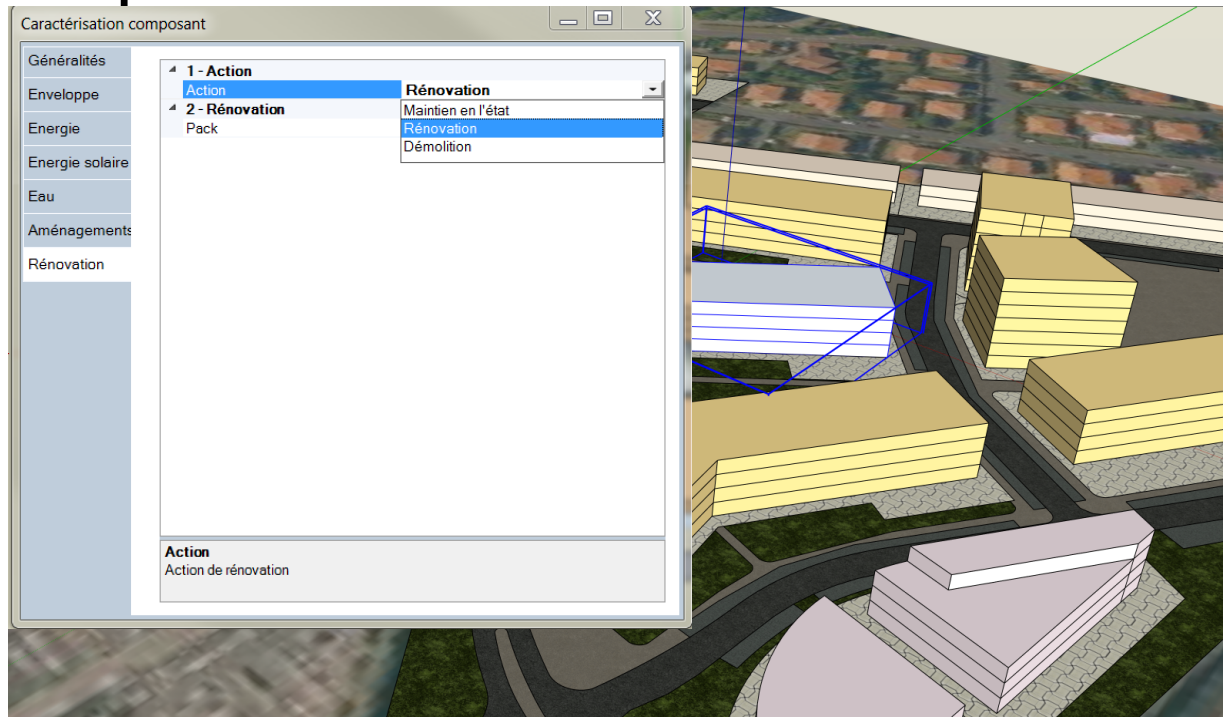 Caractérisation composant
Généralités
Enveloppe
Energie
Energie solaire
Eau
Aménagements
Rénovation
1 - Action
Action Rénovation
2 - Rénovation
Pack
Maintien en l'état
Rénovation
Démolition
Action
Action de rénovation